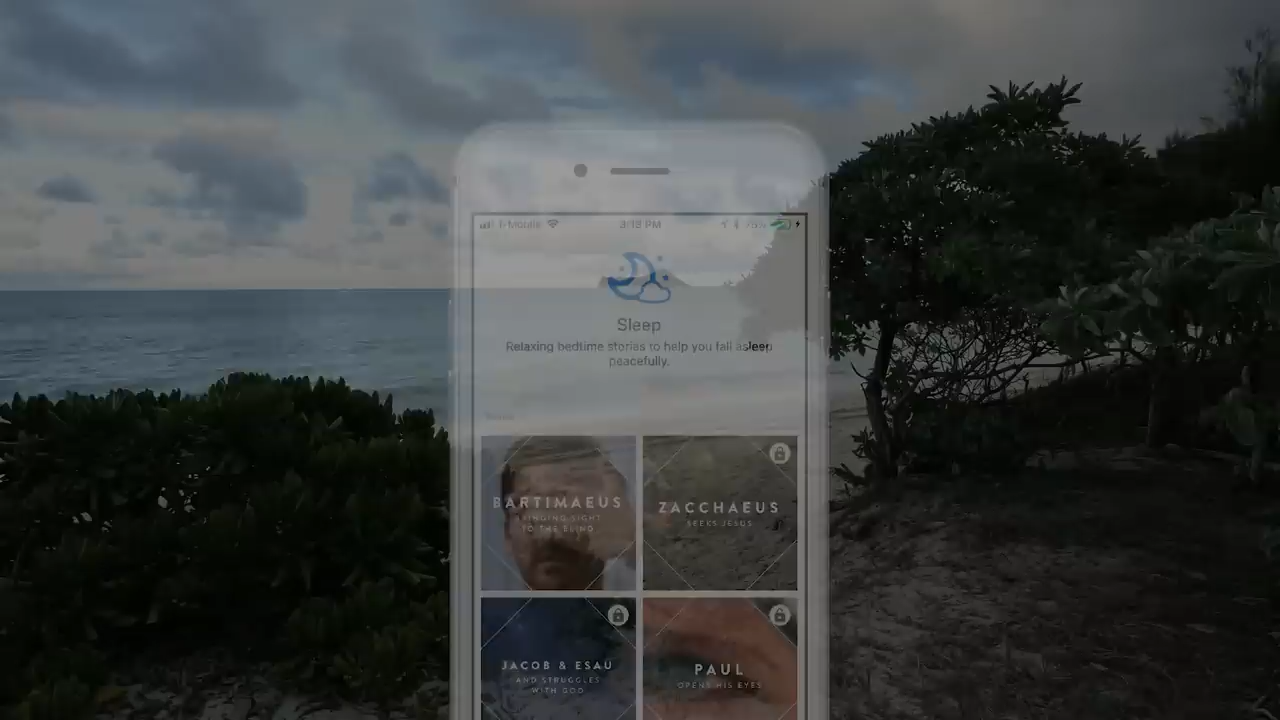 T-Mobile
3:13 PM
Sleep
Relaxing bedtime stories to help you fall asleep
peacefully.
BARTIMAEUS
BRINGING SIGHT
TO THE BLIND
ZACCHAEUS
SEEKS JESUS
JACOB & ESAU
AND STRUGGLES
WITH GOD
PAUL
OPENS HIS EYES